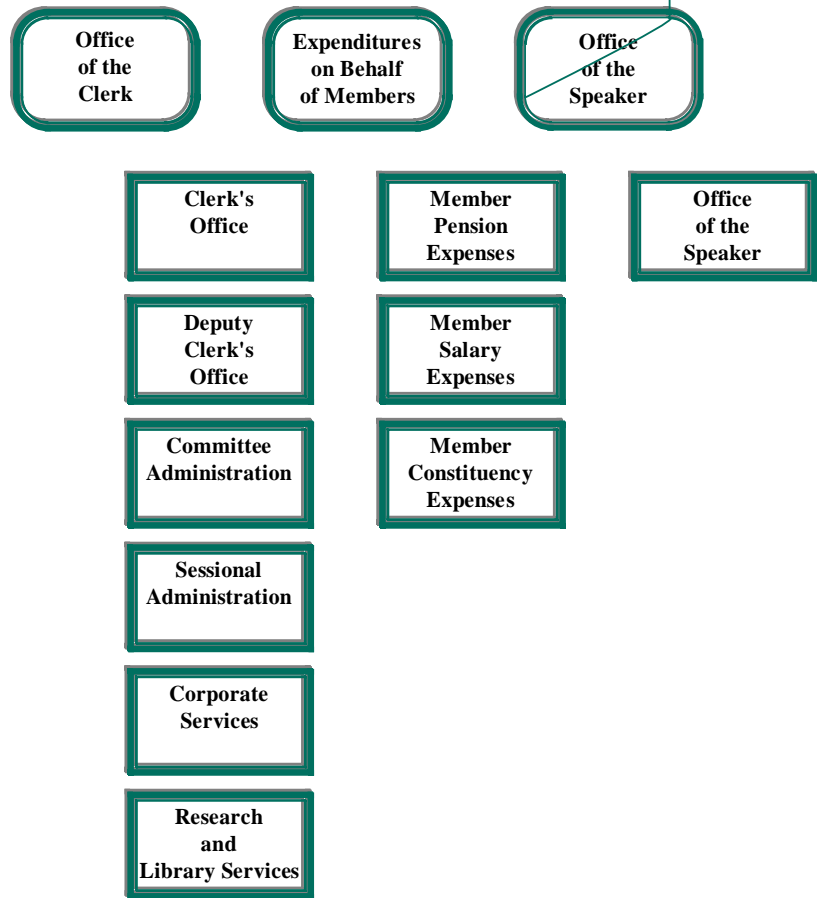 Office
of the
Clerk
Expenditures
on Behalf
of Members
Office
of the
Speaker
Clerk's
Office
Member
Pension
Expenses
Office
of the
Speaker
Deputy
Clerk's
Office
Member
Salary
Expenses
Committee
Administration
Member
Constituency
Expenses
Sessional
Administration
Corporate
Services
Research
and
Library Services